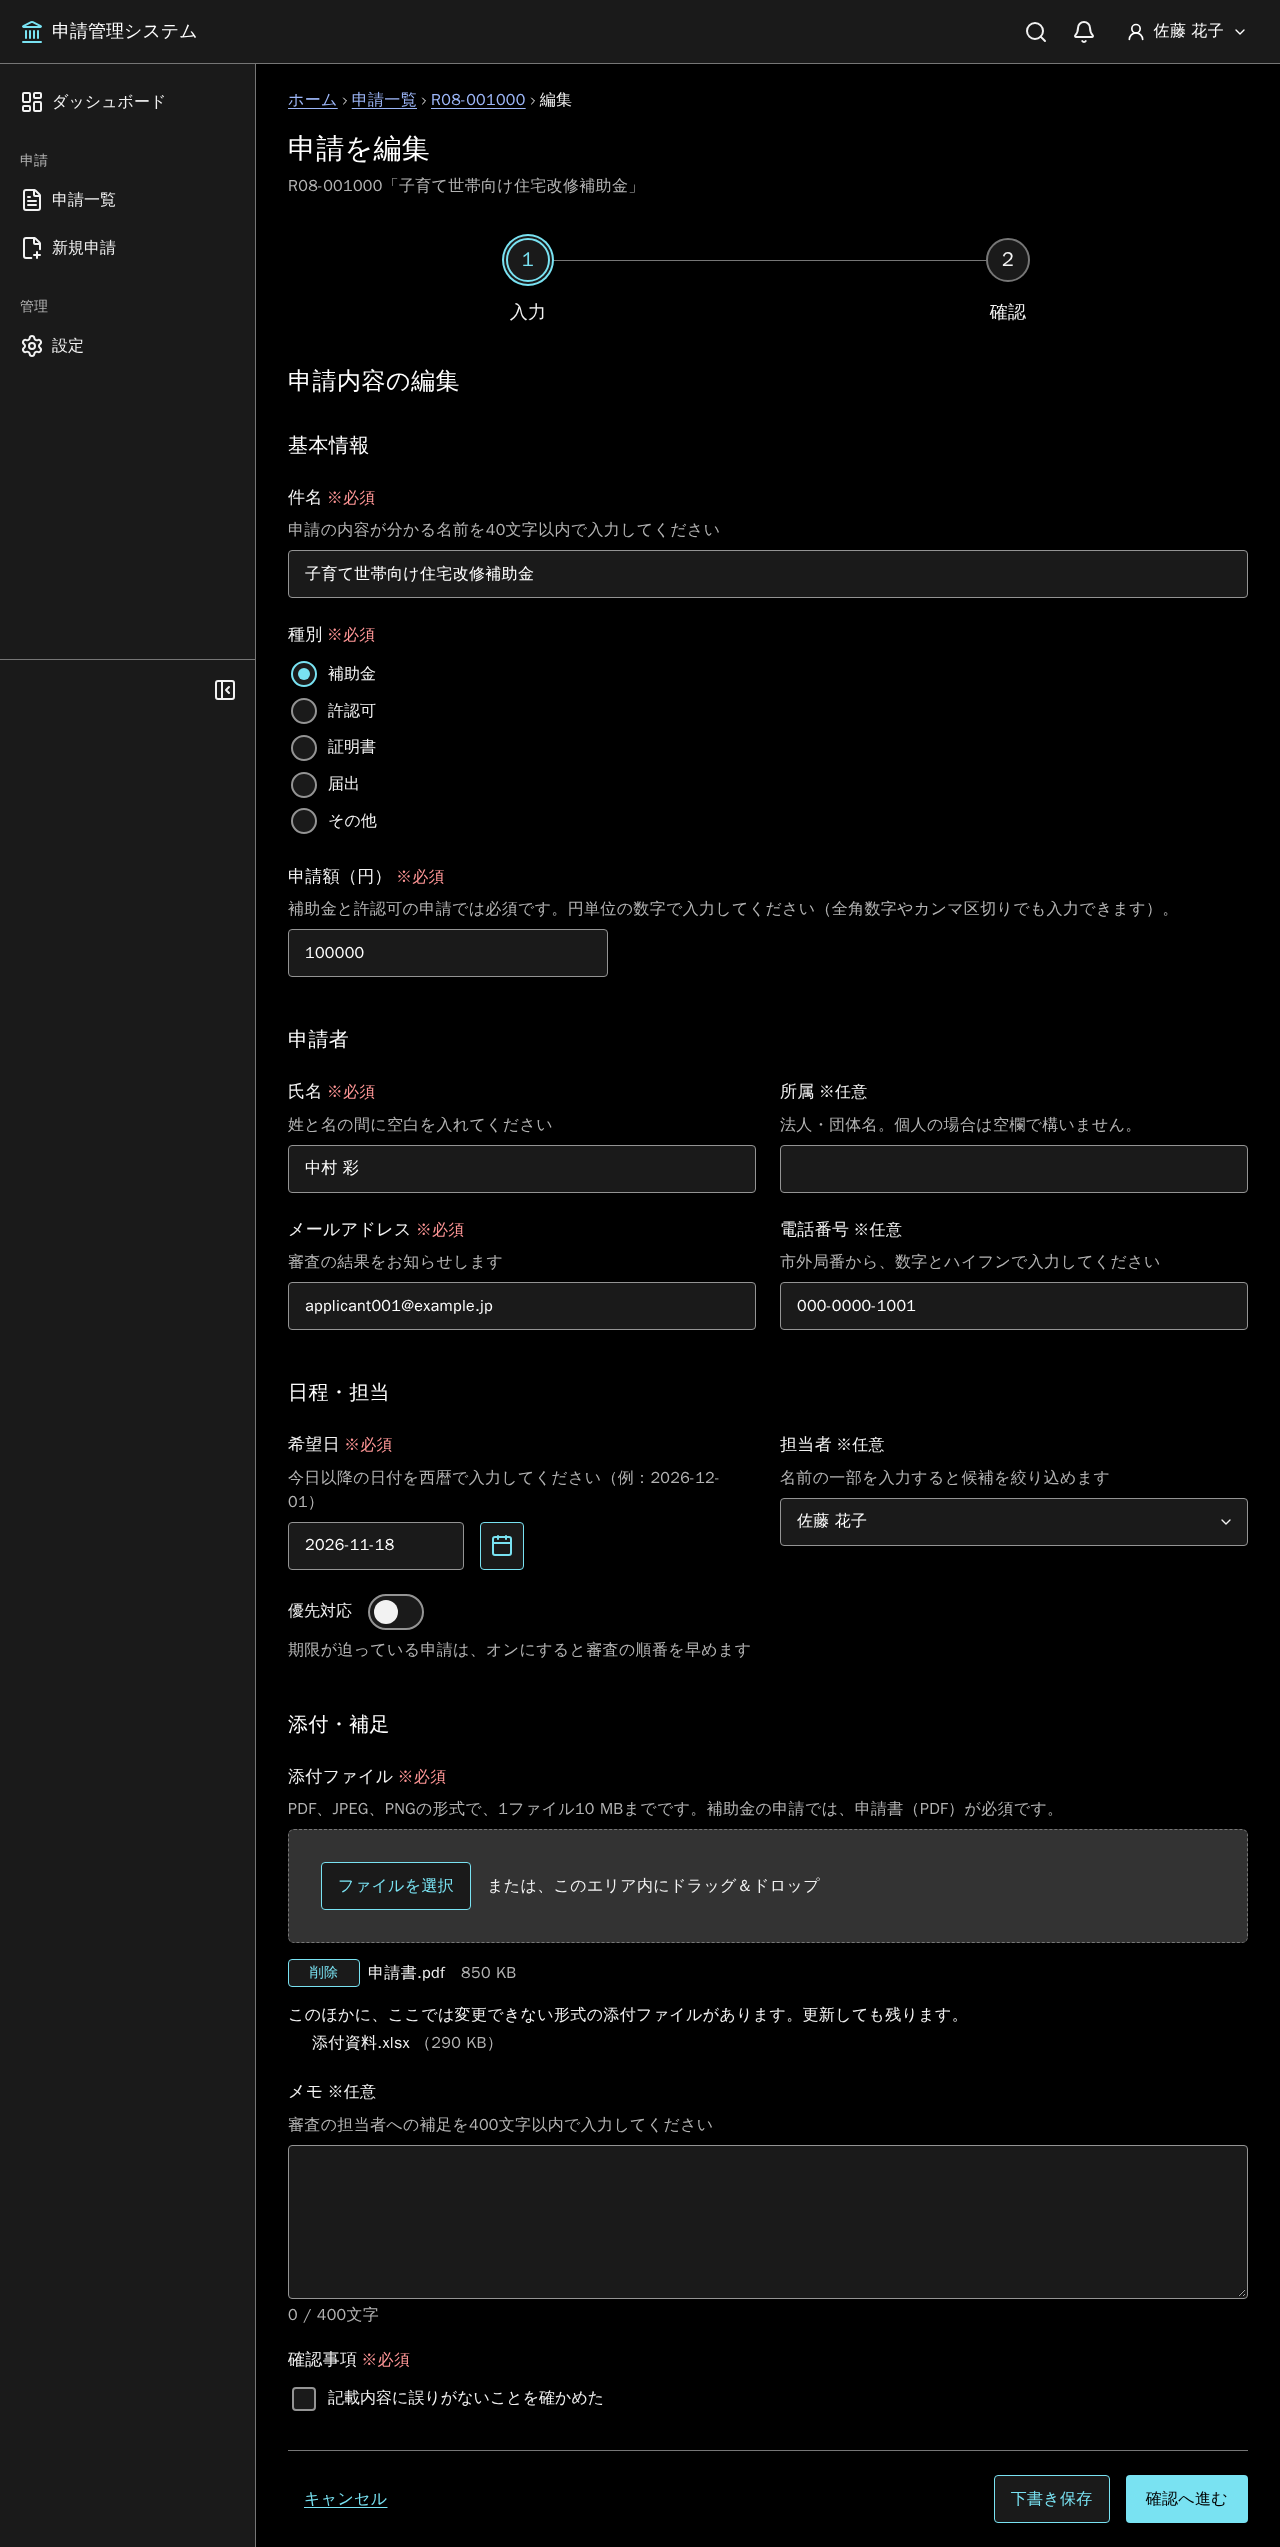 申請管理システム
佐藤 花子
ダッシュボード
申請
申請一覧
新規申請
管理
設定
ホーム › 申請一覧 › R08-001000 › 編集
申請を編集
R08-001000「子育て世帯向け住宅改修補助金」
1
2
入力
確認
申請内容の編集
基本情報
件名 ※必須
申請の内容が分かる名前を40文字以内で入力してください
子育て世帯向け住宅改修補助金
種別 ※必須
補助金
許認可
証明書
届出
その他
申請額（円） ※必須
補助金と許認可の申請では必須です。円単位の数字で入力してください（全角数字やカンマ区切りでも入力できます）。
100000
申請者
氏名 ※必須
姓と名の間に空白を入れてください
中村 彩
所属 ※任意
法人・団体名。個人の場合は空欄で構いません。
メールアドレス ※必須
審査の結果をお知らせします
applicant001@example.jp
電話番号 ※任意
市外局番から、数字とハイフンで入力してください
000-0000-1001
日程・担当
希望日 ※必須
今日以降の日付を西暦で入力してください（例：2026-12-
01）
2026-11-18
担当者 ※任意
名前の一部を入力すると候補を絞り込めます
佐藤 花子
優先対応
期限が迫っている申請は、オンにすると審査の順番を早めます
添付・補足
添付ファイル ※必須
PDF、JPEG、PNGの形式で、1ファイル10 MBまでです。補助金の申請では、申請書（PDF）が必須です。
ファイルを選択 または、このエリア内にドラッグ＆ドロップ
削除 申請書.pdf 850 KB
このほかに、ここでは変更できない形式の添付ファイルがあります。更新しても残ります。
添付資料.xlsx （290 KB）
メモ ※任意
審査の担当者への補足を400文字以内で入力してください
0 / 400文字
確認事項 ※必須
記載内容に誤りがないことを確かめた
キャンセル
下書き保存
確認へ進む